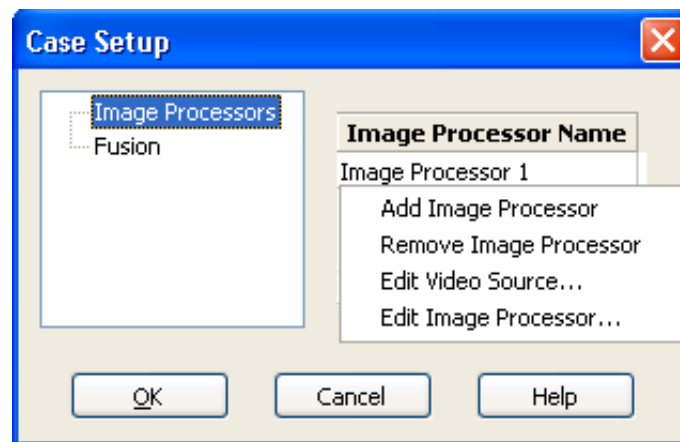 Case Setup
Image Processors
Fusion
Image Processor Name
Image Processor 1
Add Image Processor
Remove Image Processor
Edit Video Source...
Edit Image Processor...
OK
Cancel
Help